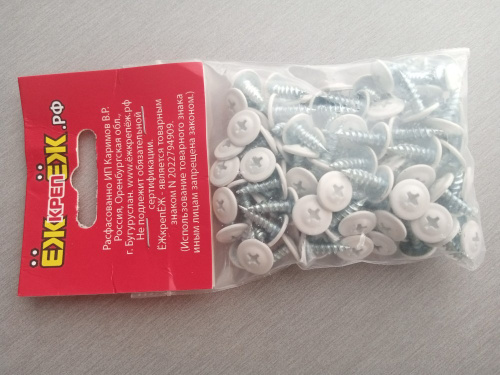 ЁЖкрепЁЖ.РФ
Расфасованно ИП Каримов В.Р.
Россия, Оренбургская обл.,
г. Бугуруслан. www.ёжкрепёж.рф
Не подлежит обязательной
сертификации.
ЁЖкрепЁЖ - является товарным
знаком N 2022794909.
(Использование товарного знака
иным лицам запрещена законом.)